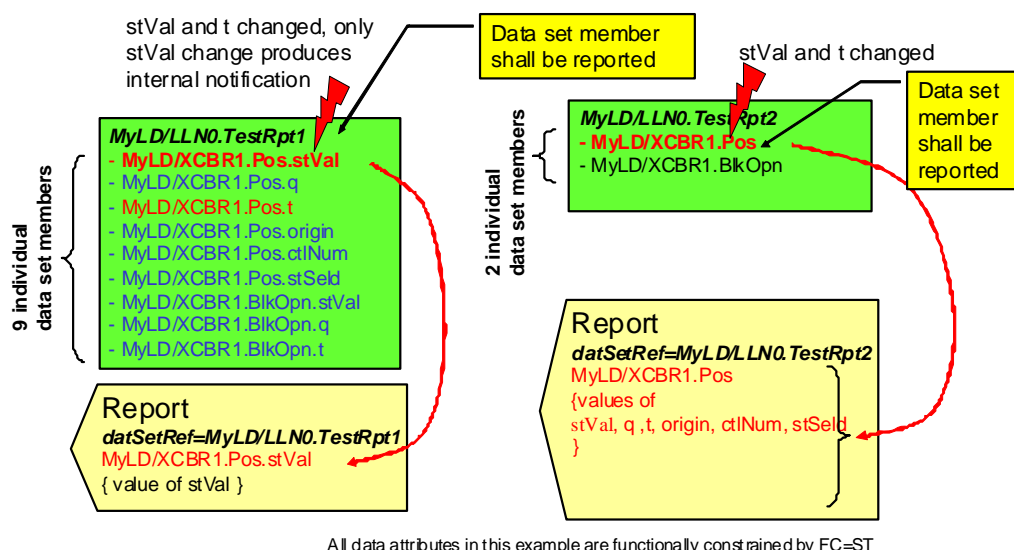 stVal and t changed, only
stVal change produces
internal notification
Data set member
shall be reported
stVal and t changed
Data set
member
shall be
reported
9 individual
data set members
MyLD/LLN0.TestRpt1
- MyLD/XCBR1.Pos.stVal
- MyLD/XCBR1.Pos.q
- MyLD/XCBR1.Pos.t
- MyLD/XCBR1.Pos.origin
- MyLD/XCBR1.Pos.ctlNum
- MyLD/XCBR1.Pos.stSeld
- MyLD/XCBR1.BlkOpn.stVal
- MyLD/XCBR1.BlkOpn.q
- MyLD/XCBR1.BlkOpn.t
2 individual
data set members
MyLD/LLN0.TestRpt2
- MyLD/XCBR1.Pos
- MyLD/XCBR1.BlkOpn
Report
datSetRef=MyLD/LLN0.TestRpt1
MyLD/XCBR1.Pos.stVal
{ value of stVal }
Report
datSetRef=MyLD/LLN0.TestRpt2
MyLD/XCBR1.Pos
{values of
stVal, q ,t, origin, ctlNum, stSeld
}
All data attributes in this example are functionally constrained by FC=ST